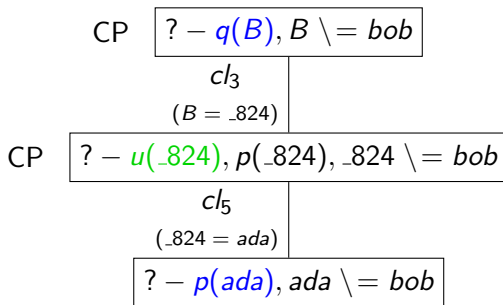 CP ? − q(B), B \= bob
cl₃
(B = _824)
CP ? − u(_824), p(_824), _824 \= bob
cl₅
(_824 = ada)
? − p(ada), ada \= bob